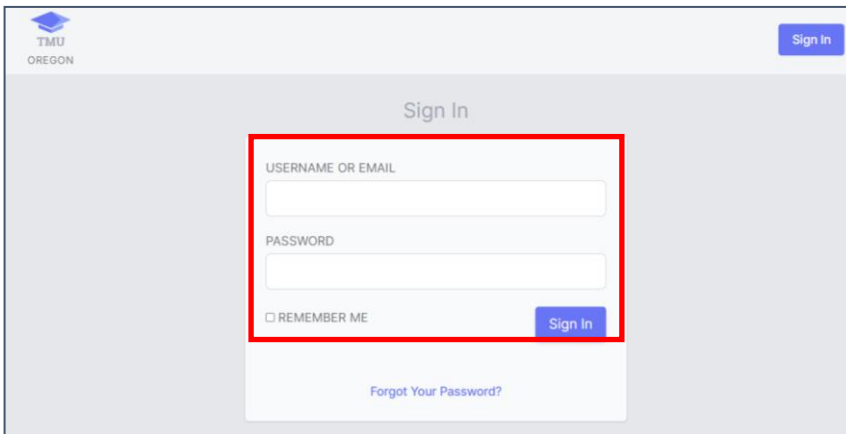 TMU
OREGON
Sign In
Sign In
USERNAME OR EMAIL
PASSWORD
REMEMBER ME
Sign In
Forgot Your Password?